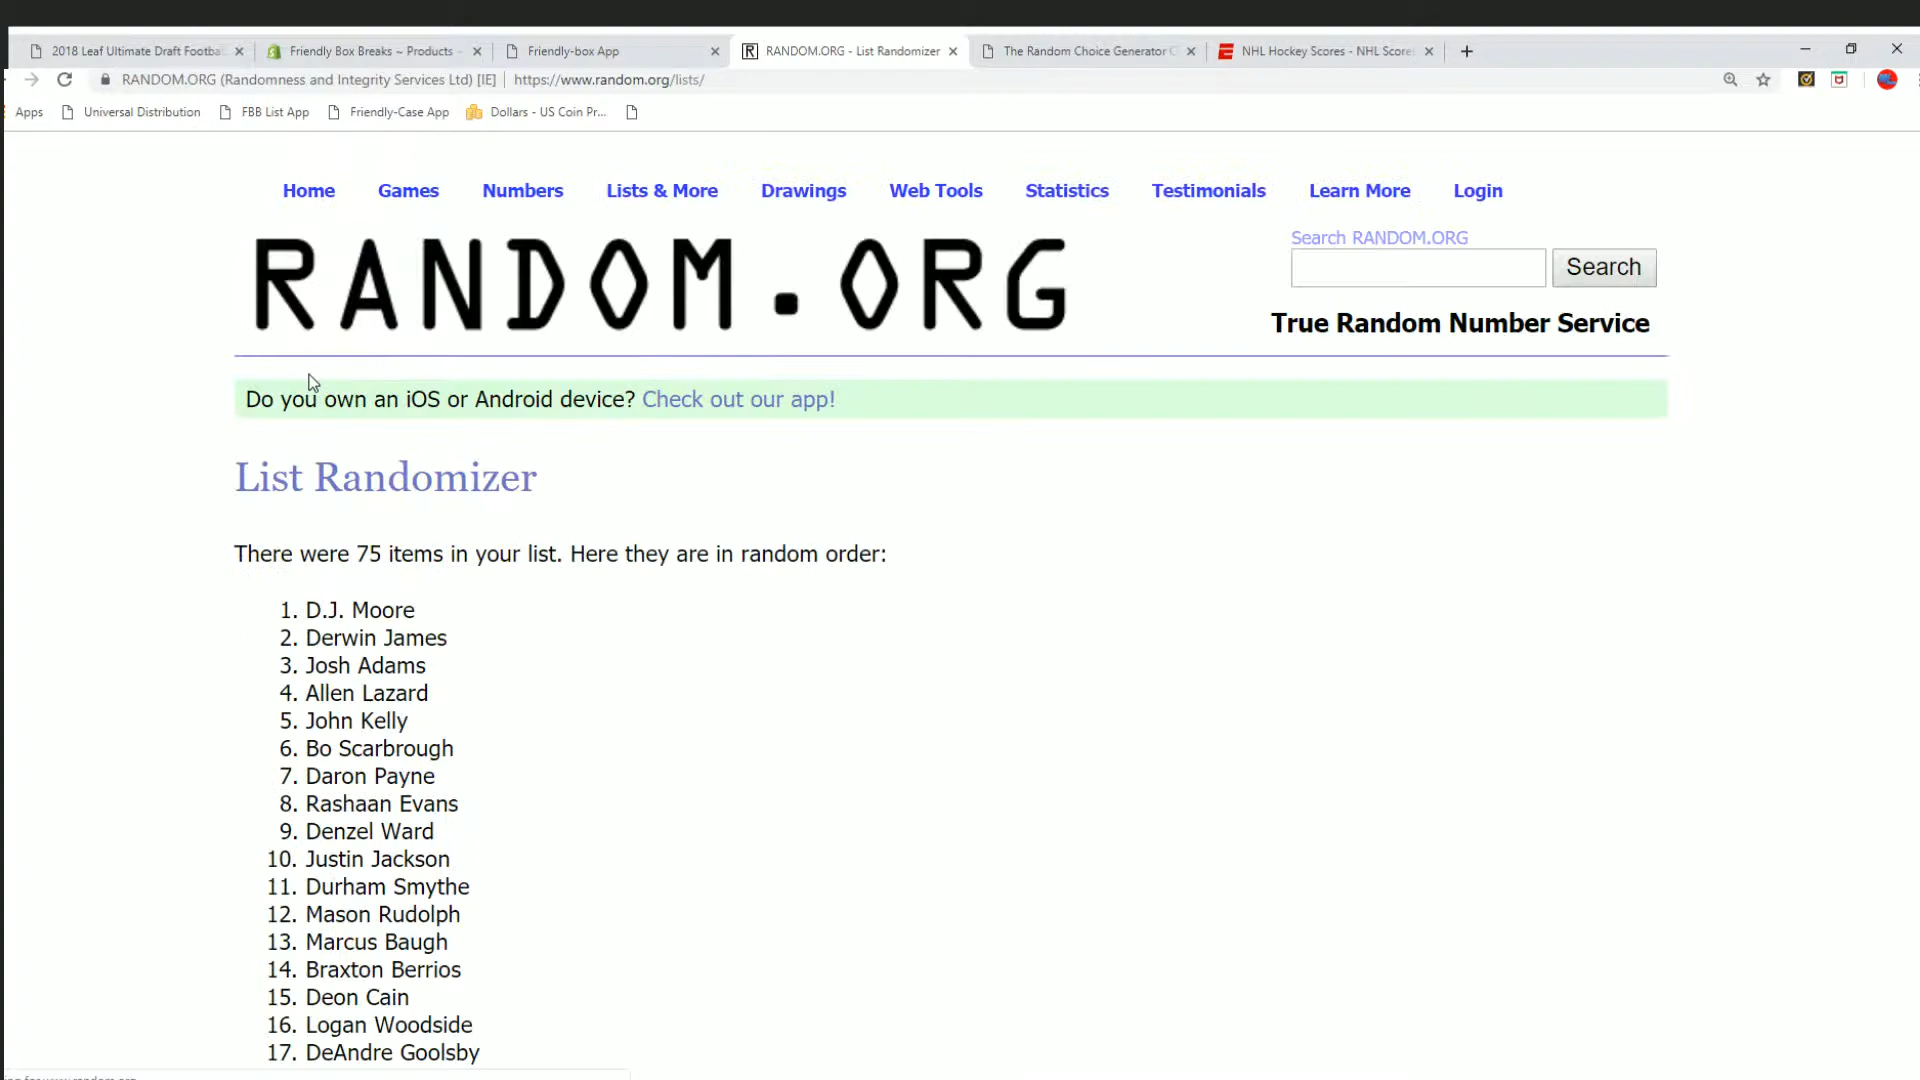 2018 Leaf Ultimate Draft Footba
Friendly Box Breaks ~ Products
Friendly-box App
RANDOM.ORG - List Randomizer
The Random Choice Generator
NHL Hockey Scores - NHL Score
RANDOM.ORG (Randomness and Integrity Services Ltd) [IE]
https://www.random.org/lists/
Apps
Universal Distribution
FBB List App
Friendly-Case App
Dollars - US Coin Pr...
Home
Games
Numbers
Lists & More
Drawings
Web Tools
Statistics
Testimonials
Learn More
Login
RANDOM.ORG
Search RANDOM.ORG
Search
True Random Number Service
Do you own an iOS or Android device? Check out our app!
List Randomizer
There were 75 items in your list. Here they are in random order:
1. D.J. Moore
2. Derwin James
3. Josh Adams
4. Allen Lazard
5. John Kelly
6. Bo Scarbrough
7. Daron Payne
8. Rashaan Evans
9. Denzel Ward
10. Justin Jackson
11. Durham Smythe
12. Mason Rudolph
13. Marcus Baugh
14. Braxton Berrios
15. Deon Cain
16. Logan Woodside
17. DeAndre Goolsby